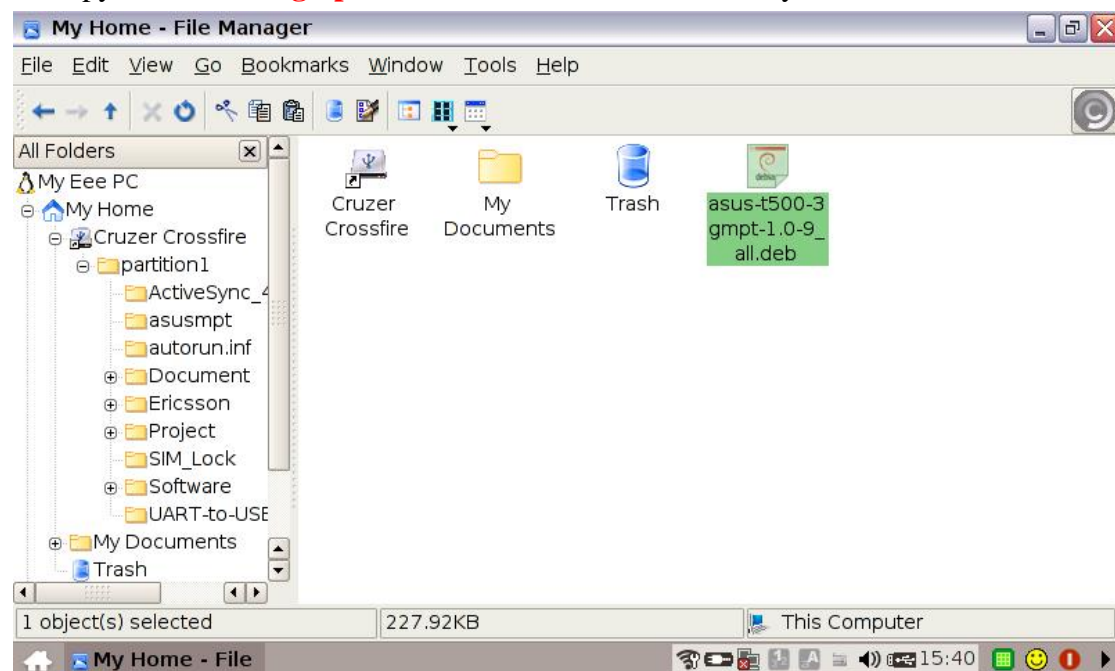 My Home - File Manager
File Edit View Go Bookmarks Window Tools Help
All Folders
My Eee PC
My Home
Cruzer Crossfire
partition1
ActiveSync_4
asusmpt
autorun.inf
Document
Ericsson
Project
SIM_Lock
Software
UART-to-USB
My Documents
Trash
Cruzer
Crossfire
My
Documents
Trash
debian
asus-t500-3
gmpt-1.0-9_
all.deb
1 object(s) selected
227.92KB
This Computer
My Home - File
15:40